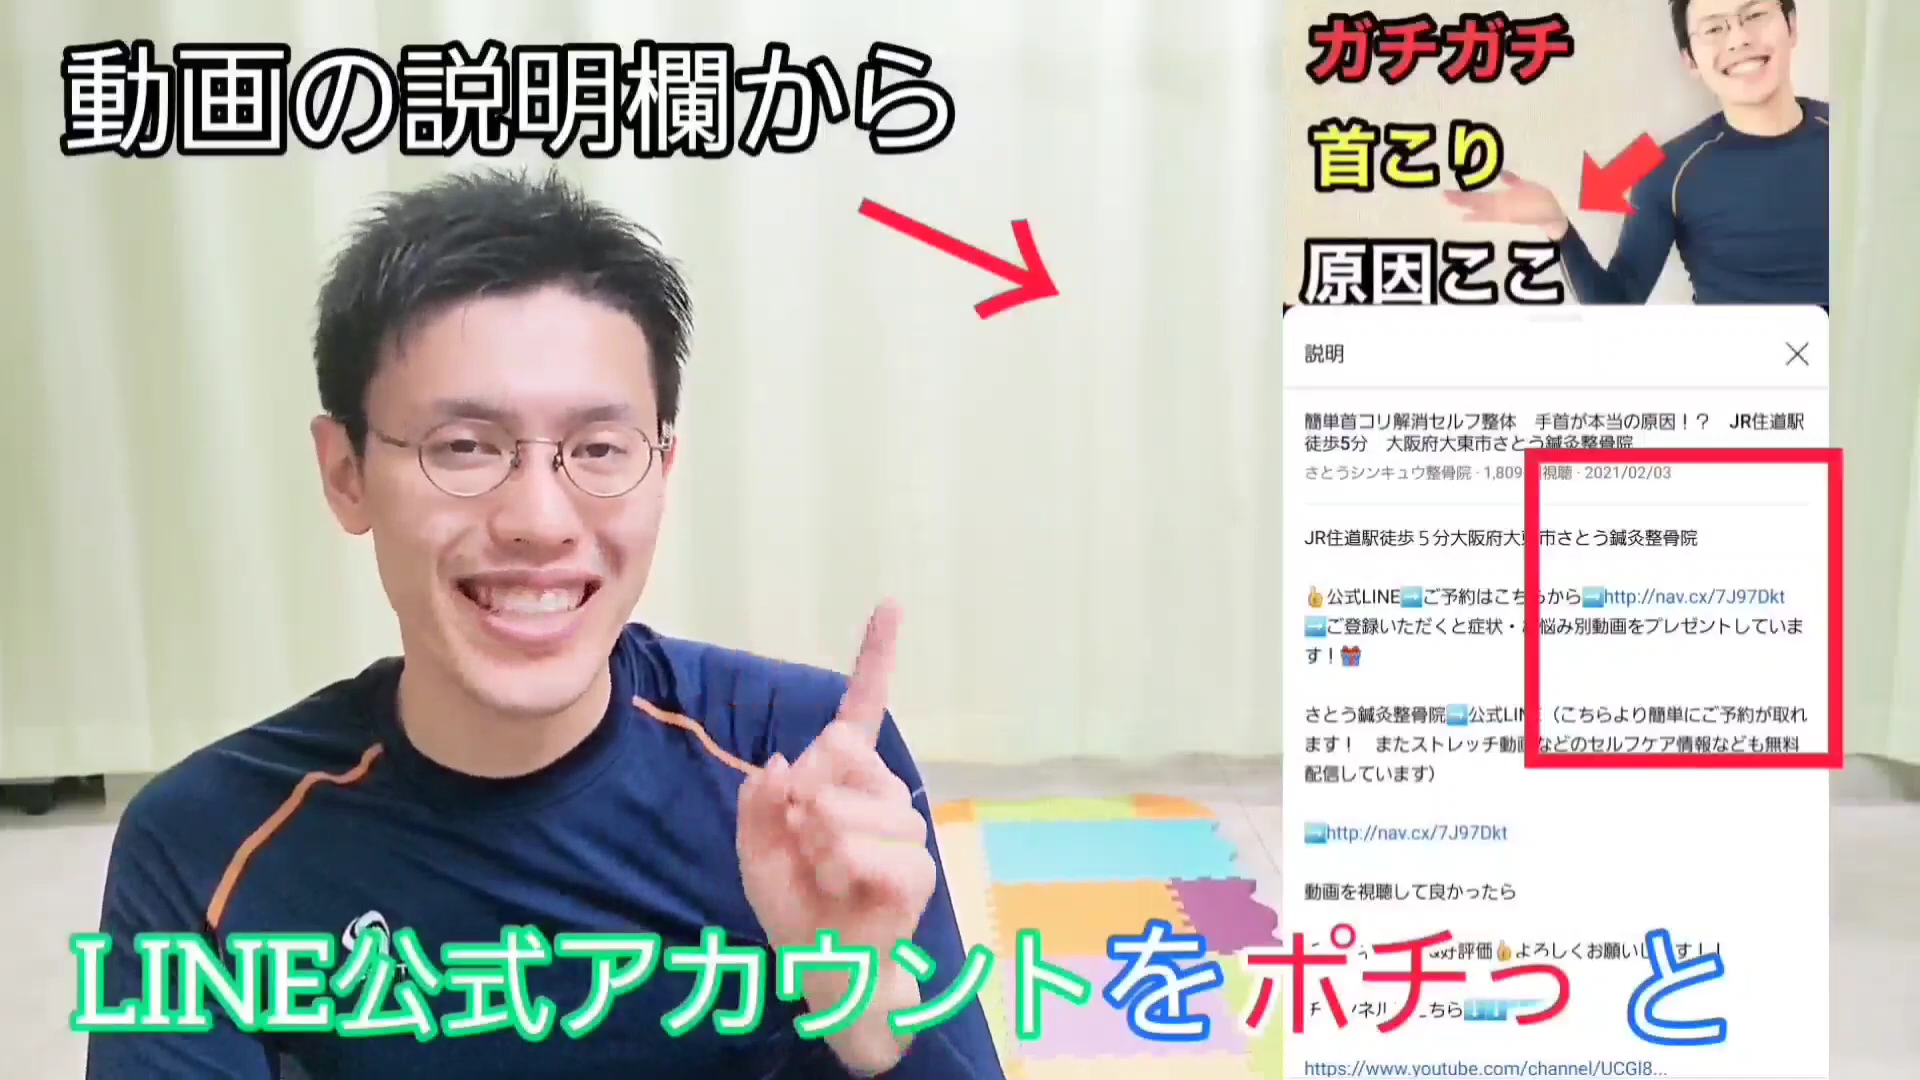 動画の説明欄から
ガチガチ
首こり
原因ここ
説明
簡単首コリ解消セルフ整体 手首が本当の原因！？ JR住道駅
徒歩5分 大阪府大東市さとう鍼灸整骨院
さとうシンキュウ整骨院・1,809 視聴・2021/02/03
JR住道駅徒歩５分大阪府大東市さとう鍼灸整骨院
👍公式LINE➡️ご予約はこちらから➡️http://nav.cx/7J97Dkt
➡️ご登録いただくと症状・お悩み別動画をプレゼントしていま
す！🎁
さとう鍼灸整骨院➡️公式LINE（こちらより簡単にご予約が取れ
ます！ またストレッチ動画などのセルフケア情報なども無料
配信しています）
➡️http://nav.cx/7J97Dkt
動画を視聴して良かったら
好評価👍よろしくお願いします！！
LINE公式アカウントをポチっと
https://www.youtube.com/channel/UCGI8...